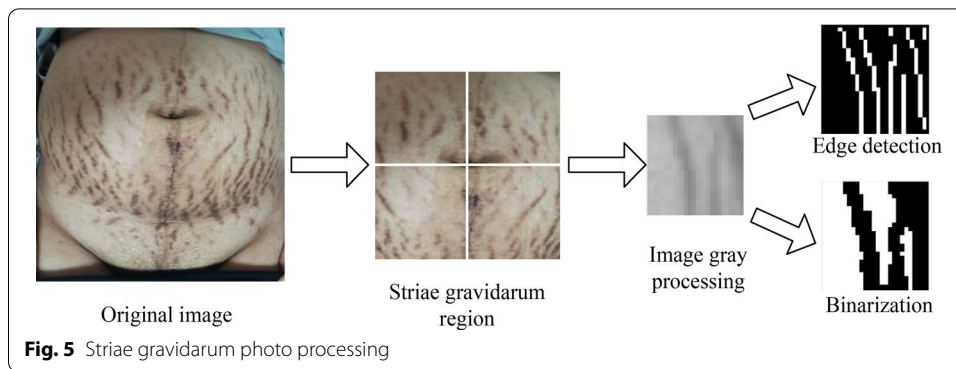 Edge detection
Image gray
processing
Striae gravidarum
region
Binarization
Original image
Fig. 5 Striae gravidarum photo processing